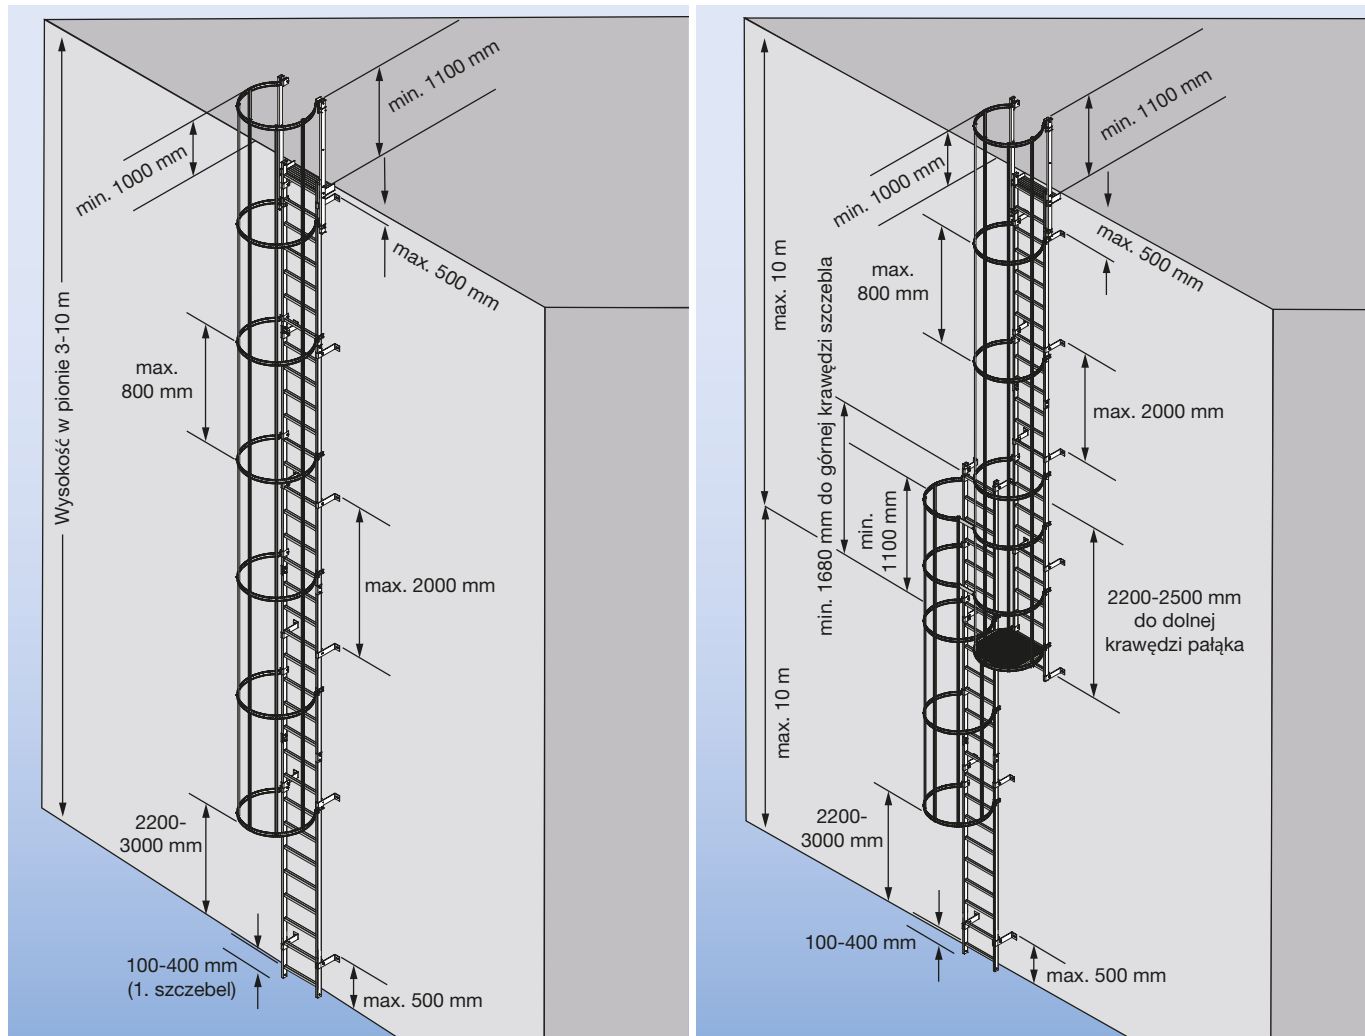 min. 1100 mm
min. 1000 mm
max. 500 mm
Wysokość w pionie 3-10 m
max.
800 mm
max. 2000 mm
2200-
3000 mm
100-400 mm
(1. szczebel)
max. 500 mm
min. 1100 mm
min. 1000 mm
max. 500 mm
max. 10 m
max.
800 mm
min. 1680 mm do górnej krawędzi szczebla
max. 2000 mm
min.
1100 mm
2200-2500 mm
do dolnej
krawędzi pałąka
max. 10 m
2200-
3000 mm
100-400 mm
max. 500 mm